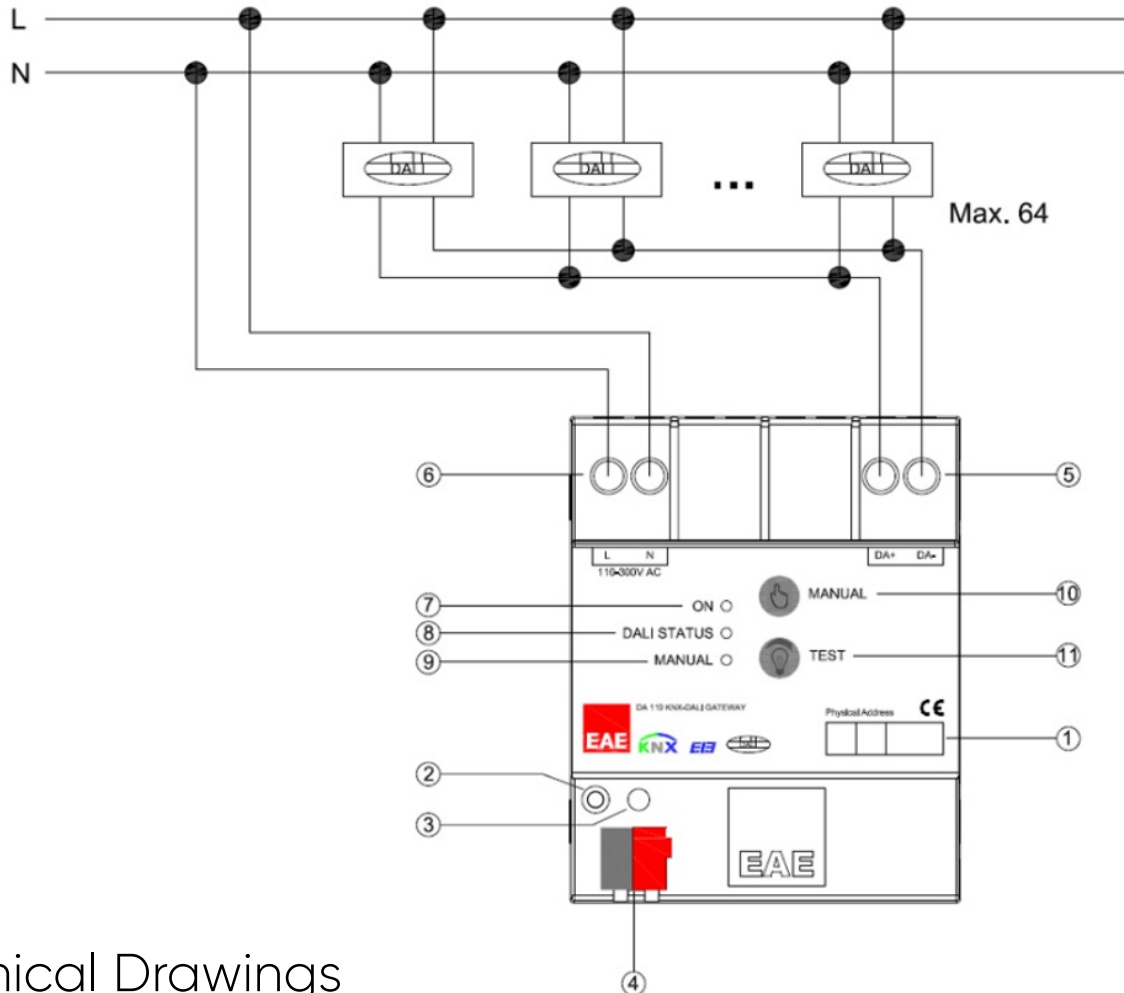 L
N
DALI
DALI
...
DALI
Max. 64
6
5
L N
DA+ DA-
110-300V AC
7
ON
MANUAL
10
8
DALI STATUS
9
MANUAL
TEST
11
DA 110 KNX-DALI GATEWAY
Physical Address CE
EAE KNX EIB
1
2
3
EAE
4
nical Drawings